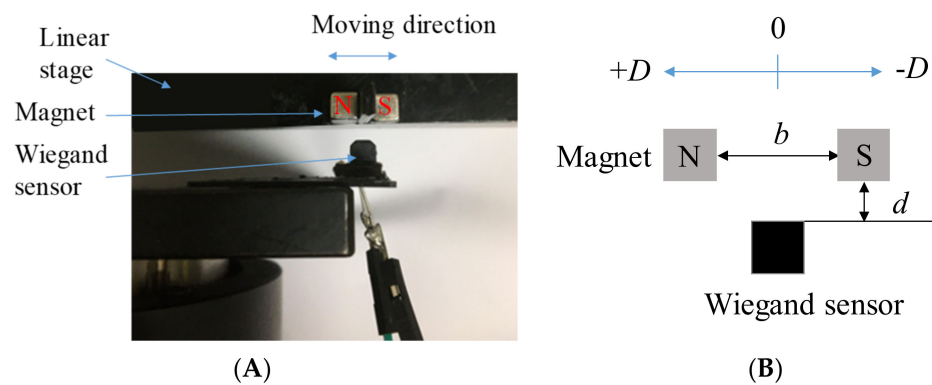 Moving direction
Linear
stage
Magnet
Wiegand
sensor
N S
(A)
0
+D -D
b
Magnet N S
d
Wiegand sensor
(B)